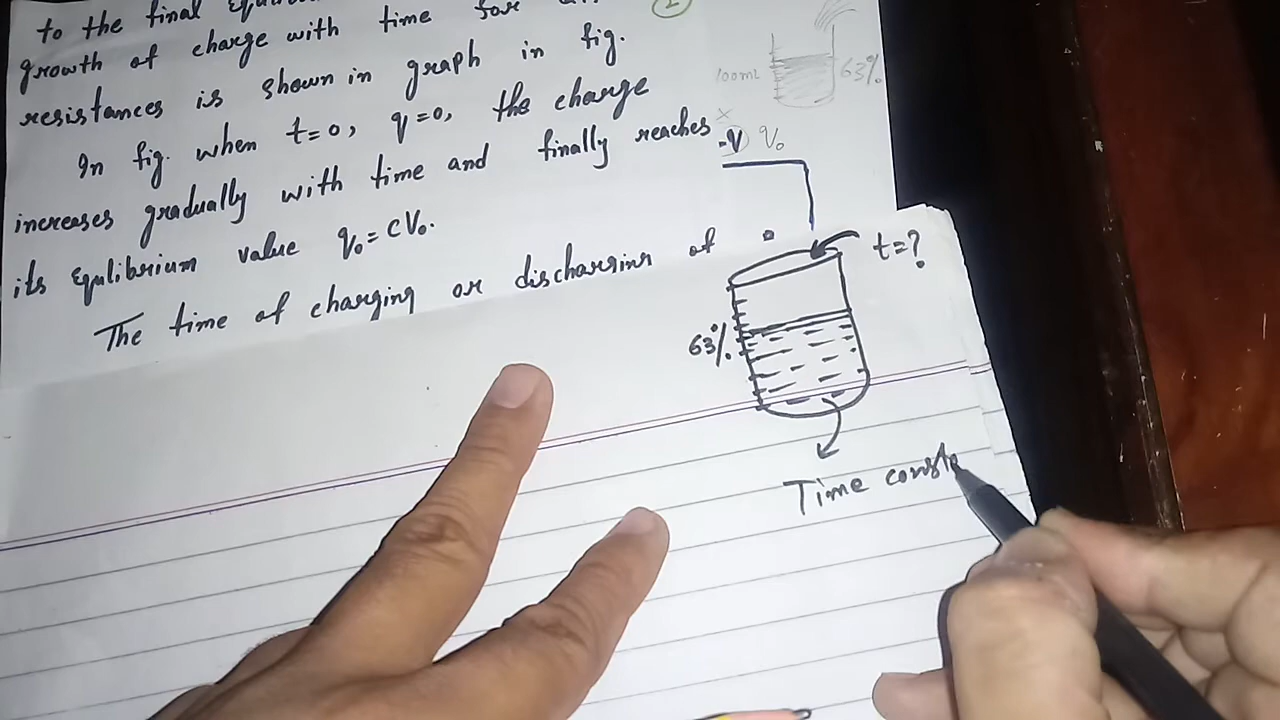 to the final
growth of charge with time for
resistances is shown in graph in fig.
In fig. when t=0, q=0, the charge
increases gradually with time and finally reaches
its Equlibrium value q₀=CV₀.
The time of charging or discharging of
2
100mL
63%
-V q₀
t=?
63%
Time consta